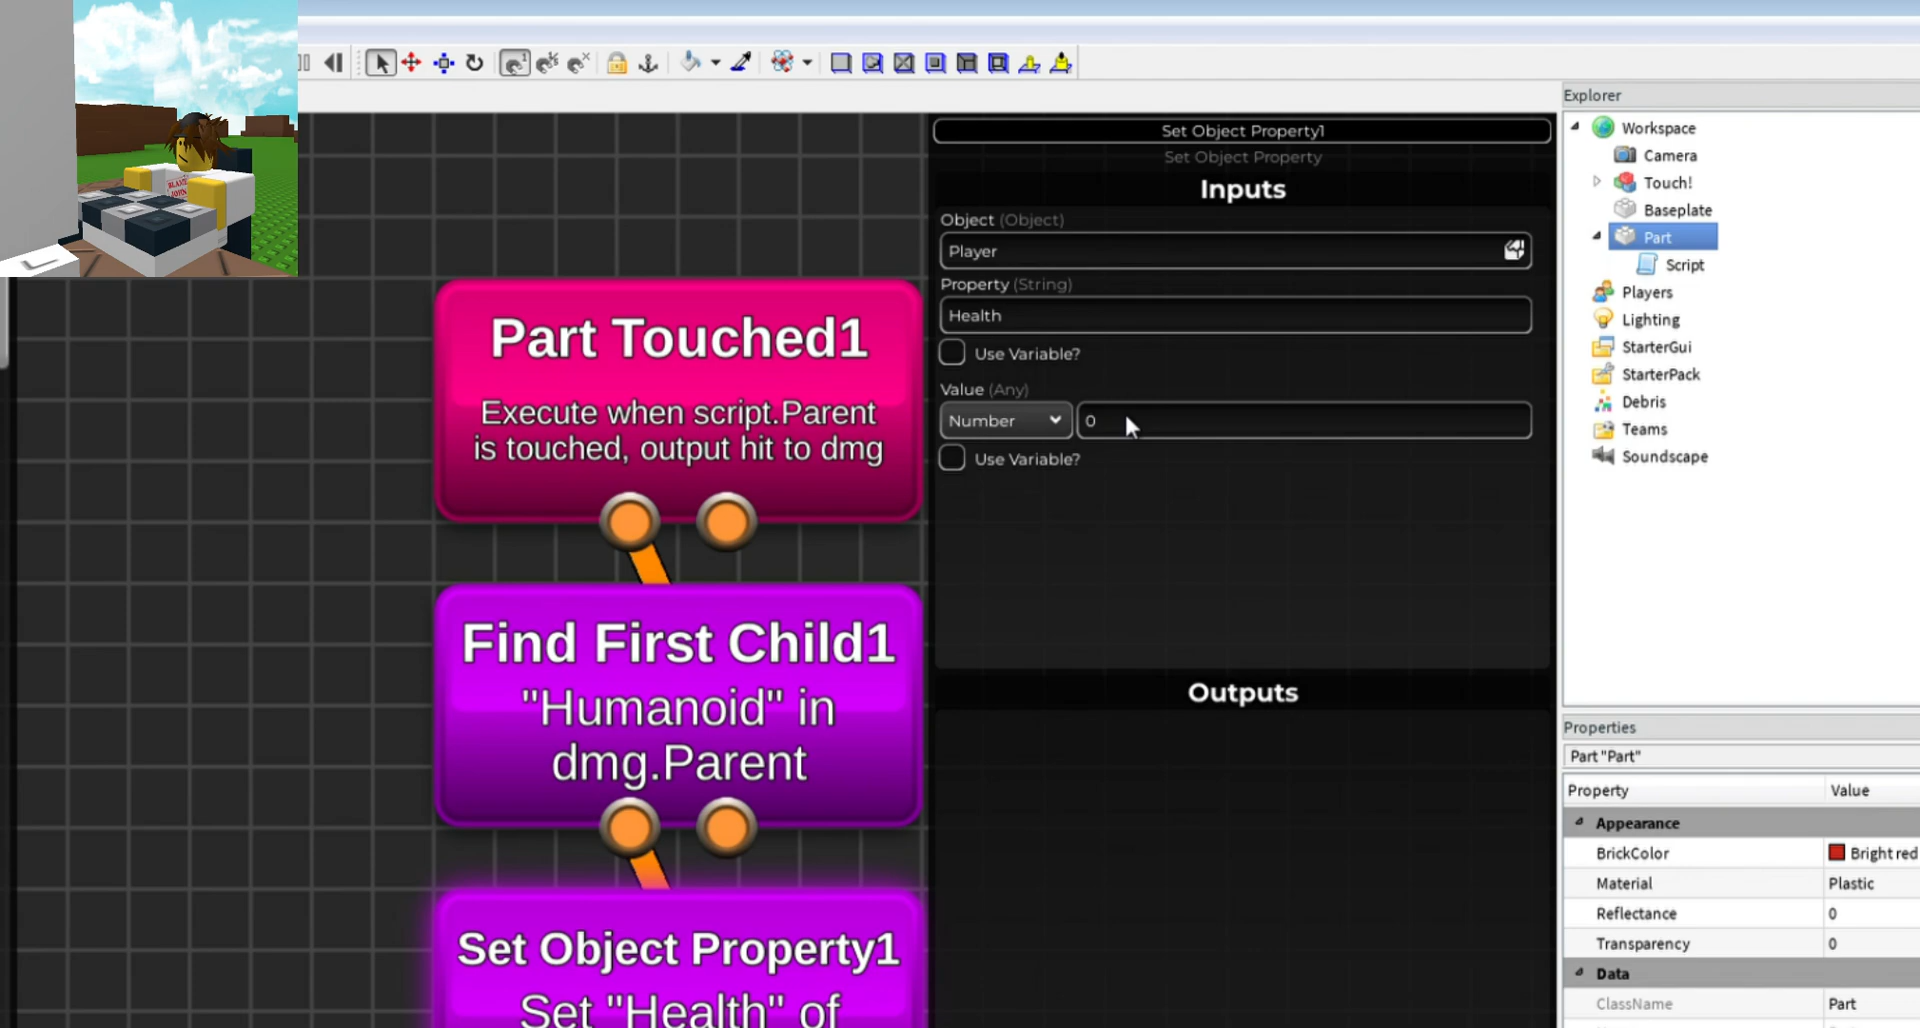 BLAME
JOHN
Part Touched1
Execute when script.Parent
is touched, output hit to dmg
Find First Child1
"Humanoid" in
dmg.Parent
Set Object Property1
Set "Health" of
Set Object Property1
Set Object Property
Inputs
Object (Object)
Player
Property (String)
Health
Use Variable?
Value (Any)
Number 0
Use Variable?
Outputs
Explorer
Workspace
Camera
Touch!
Baseplate
Part
Script
Players
Lighting
StarterGui
StarterPack
Debris
Teams
Soundscape
Properties
Part "Part"
Property Value
Appearance
BrickColor Bright red
Material Plastic
Reflectance 0
Transparency 0
Data
ClassName Part